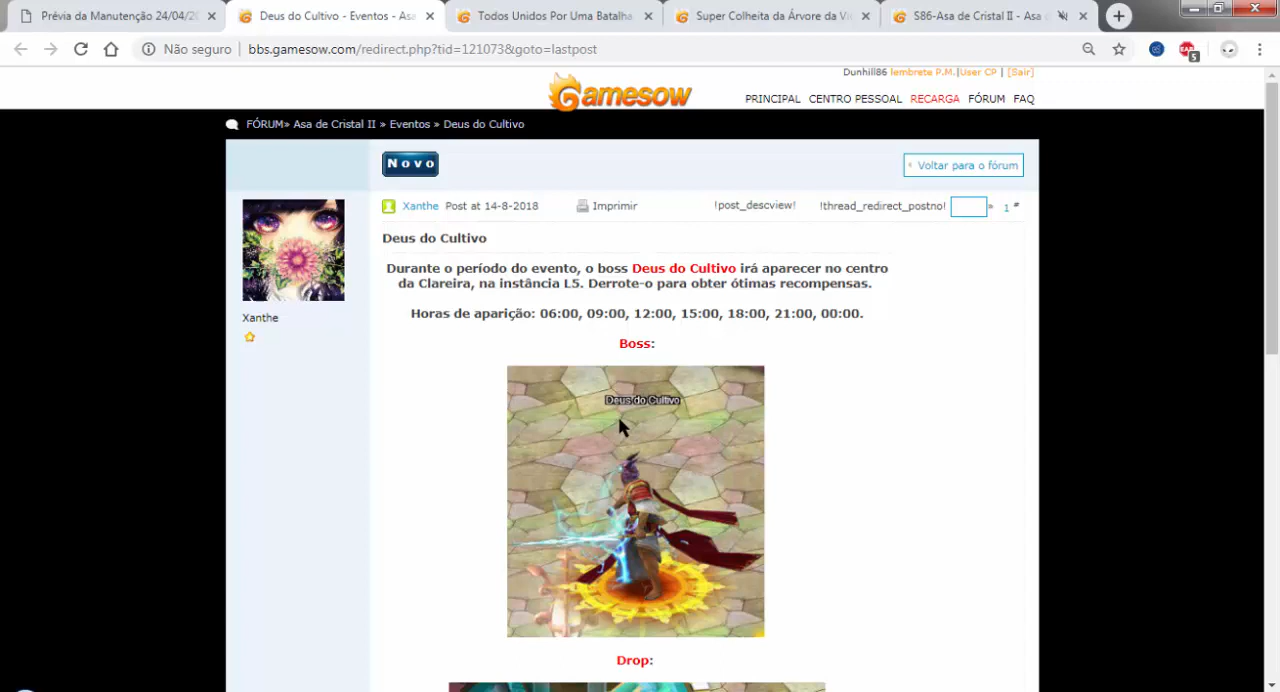 Prévia da Manutenção 24/04/20
Deus do Cultivo - Eventos - Asa
Todos Unidos Por Uma Batalha
Super Colheita da Árvore da Vi
S86-Asa de Cristal II - Asa d
Não seguro | bbs.gamesow.com/redirect.php?tid=121073&goto=lastpost
5
Dunhill86 lembrete P.M.|User CP | [Sair]
Gamesow
PRINCIPAL CENTRO PESSOAL RECARGA FÓRUM FAQ
FÓRUM» Asa de Cristal II » Eventos » Deus do Cultivo
Novo
Voltar para o fórum
Xanthe Post at 14-8-2018 Imprimir !post_descview! !thread_redirect_postno! » 1 #
Deus do Cultivo
Durante o período do evento, o boss Deus do Cultivo irá aparecer no centro
da Clareira, na instância L5. Derrote-o para obter ótimas recompensas.
Xanthe
Horas de aparição: 06:00, 09:00, 12:00, 15:00, 18:00, 21:00, 00:00.
Boss:
Deus do Cultivo
Drop: